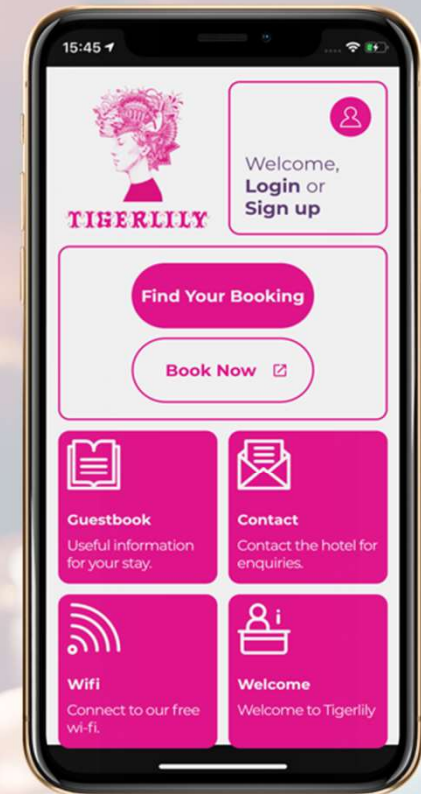 15:45
TIGERLILY
Welcome,
Login or
Sign up
Find Your Booking
Book Now
Guestbook
Useful information
for your stay.
Contact
Contact the hotel for
enquiries.
Wifi
Connect to our free
wi-fi.
Welcome
Welcome to Tigerlily